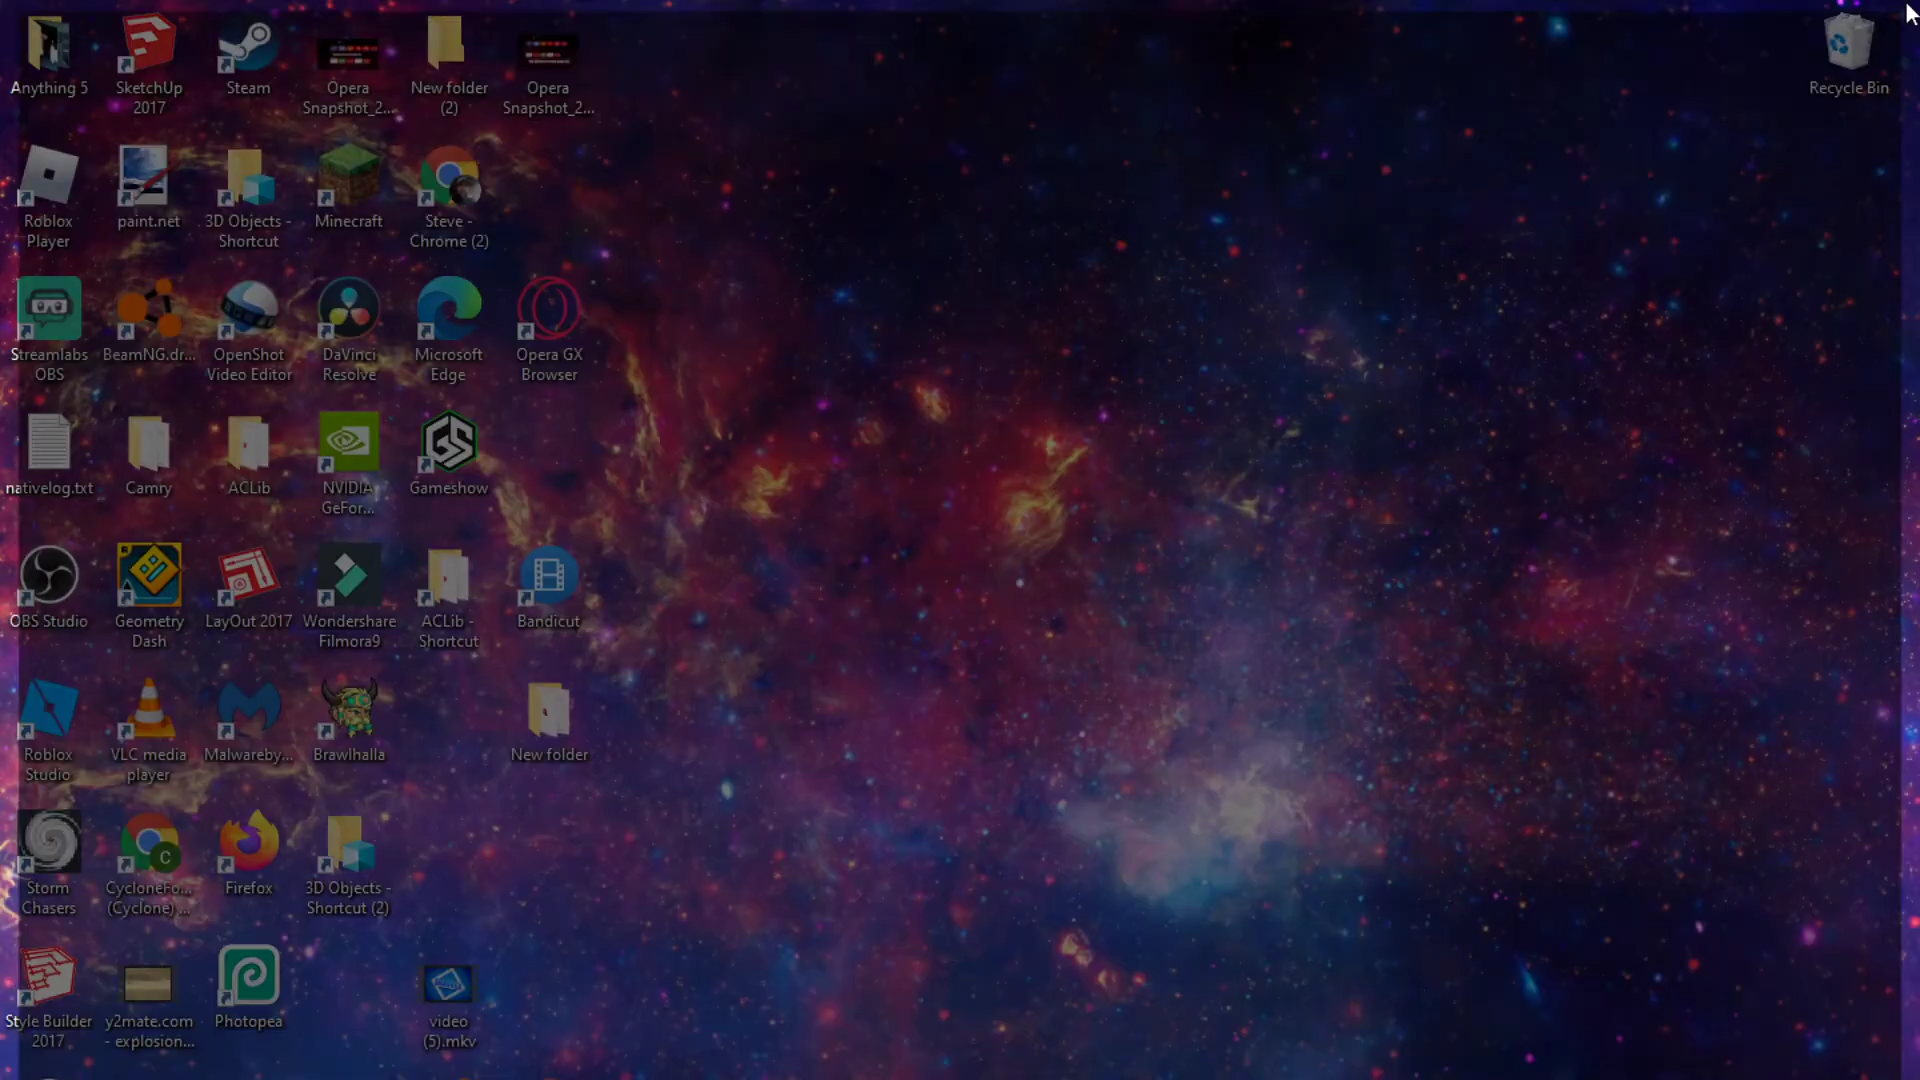 Anything 5
SketchUp
2017
Steam
Opera
Snapshot_2...
New folder
(2)
Opera
Snapshot_2...
Recycle Bin
Roblox
Player
paint.net
3D Objects -
Shortcut
Minecraft
Steve -
Chrome (2)
Streamlabs
OBS
BeamNG.dr...
OpenShot
Video Editor
DaVinci
Resolve
Microsoft
Edge
Opera GX
Browser
nativelog.txt
Camry
ACLib
NVIDIA
GeFor...
GS
Gameshow
OBS Studio
Geometry
Dash
LayOut 2017
Wondershare
Filmora9
ACLib -
Shortcut
Bandicut
Roblox
Studio
VLC media
player
Malwareby...
Brawlhalla
New folder
Storm
Chasers
C
CycloneFo...
(Cyclone) ...
Firefox
3D Objects -
Shortcut (2)
Style Builder
2017
y2mate.com
- explosion...
Photopea
video
(5).mkv